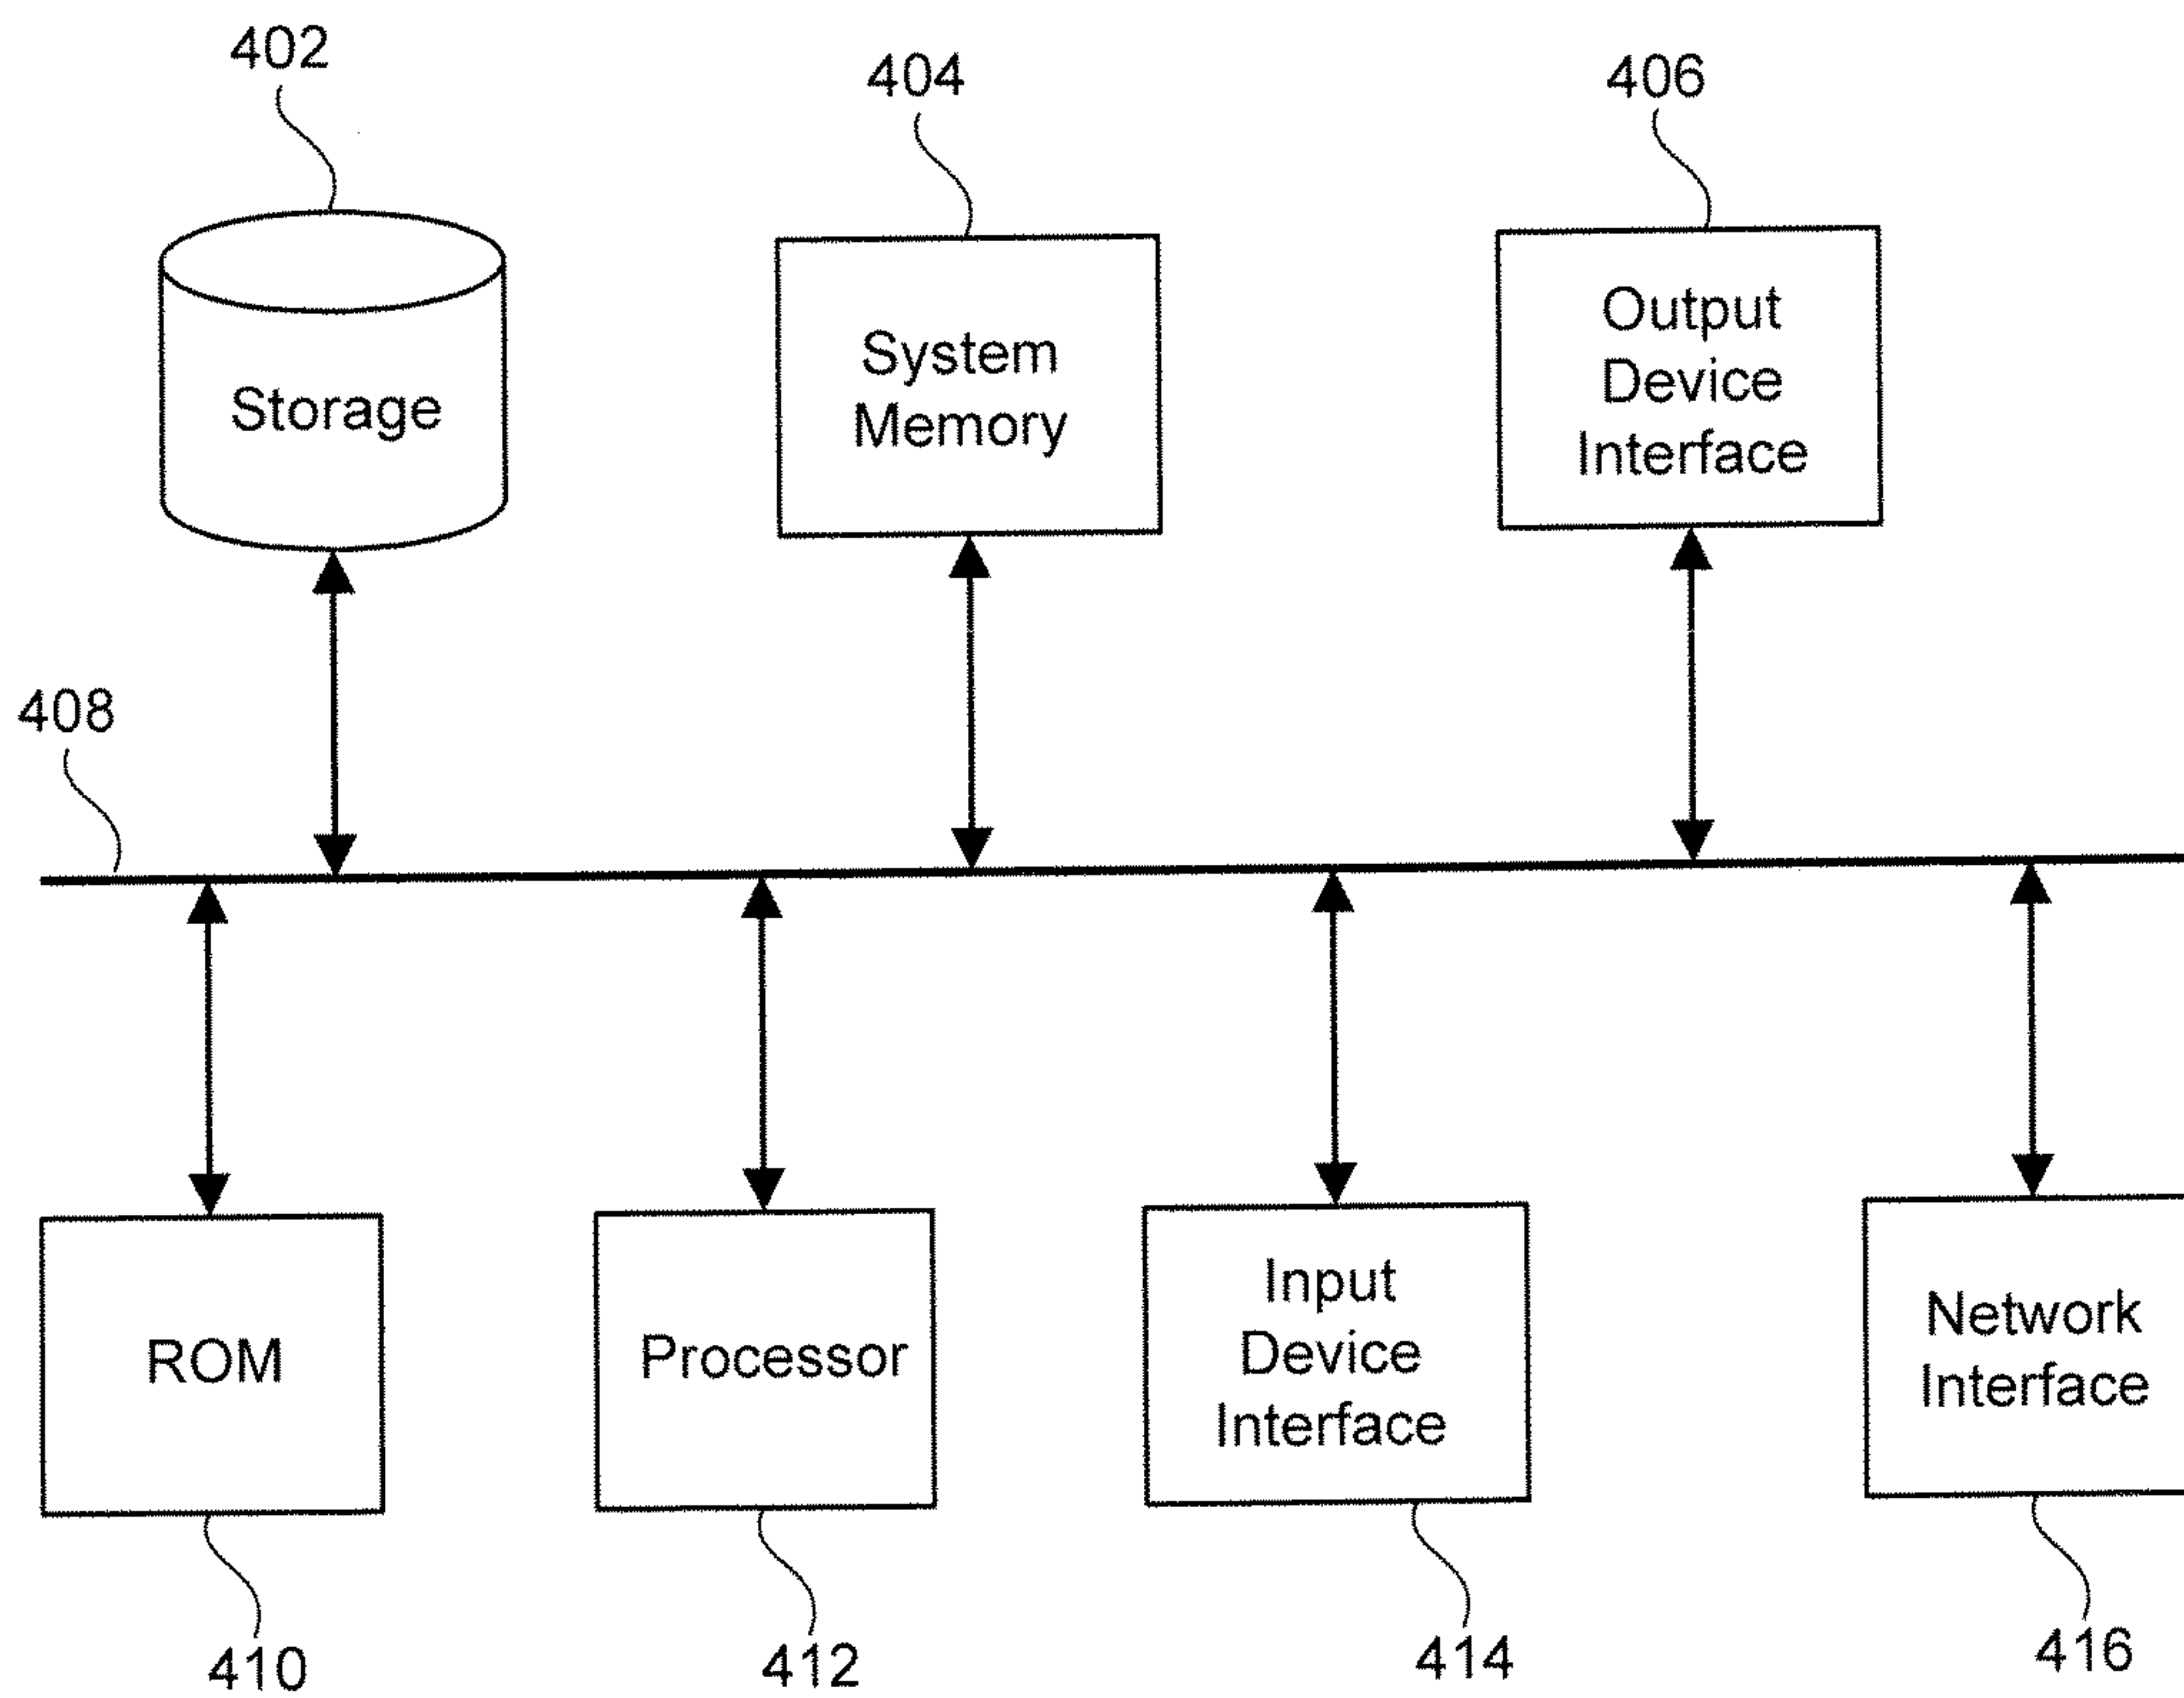 402
404
406
Storage
System
Memory
Output
Device
Interface
408
ROM
Processor
Input
Device
Interface
Network
Interface
410
412
414
416